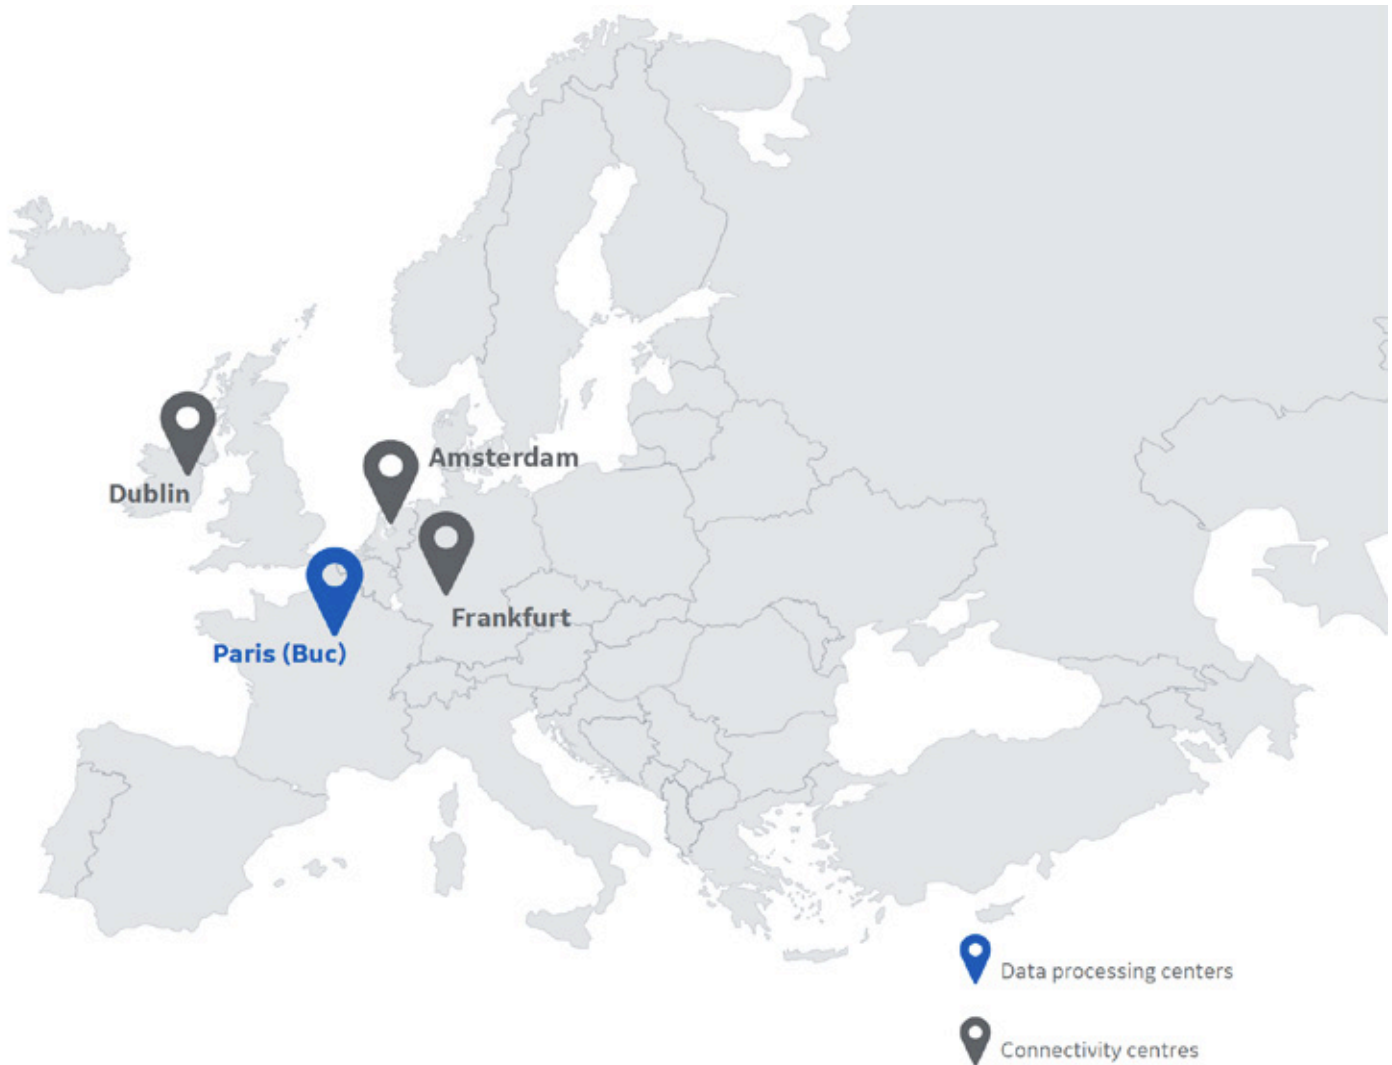 Amsterdam
Dublin
Frankfurt
Paris (Buc)
Data processing centers
Connectivity centres